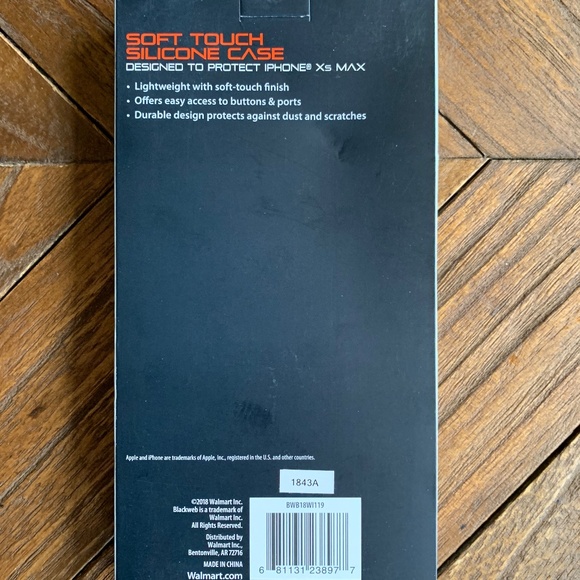 SOFT TOUCH
SILICONE CASE
DESIGNED TO PROTECT IPHONE® Xs MAX
• Lightweight with soft-touch finish
• Offers easy access to buttons & ports
• Durable design protects against dust and scratches
Apple and iPhone are trademarks of Apple, Inc., registered in the U.S. and other countries.
1843A
©2018 Walmart Inc.
Blackweb is a trademark of
Walmart Inc.
All Rights Reserved.
Distributed by
Walmart Inc.,
Bentonville, AR 72716
MADE IN CHINA
Walmart.com
BWB18WI119
6 81131 23897 7